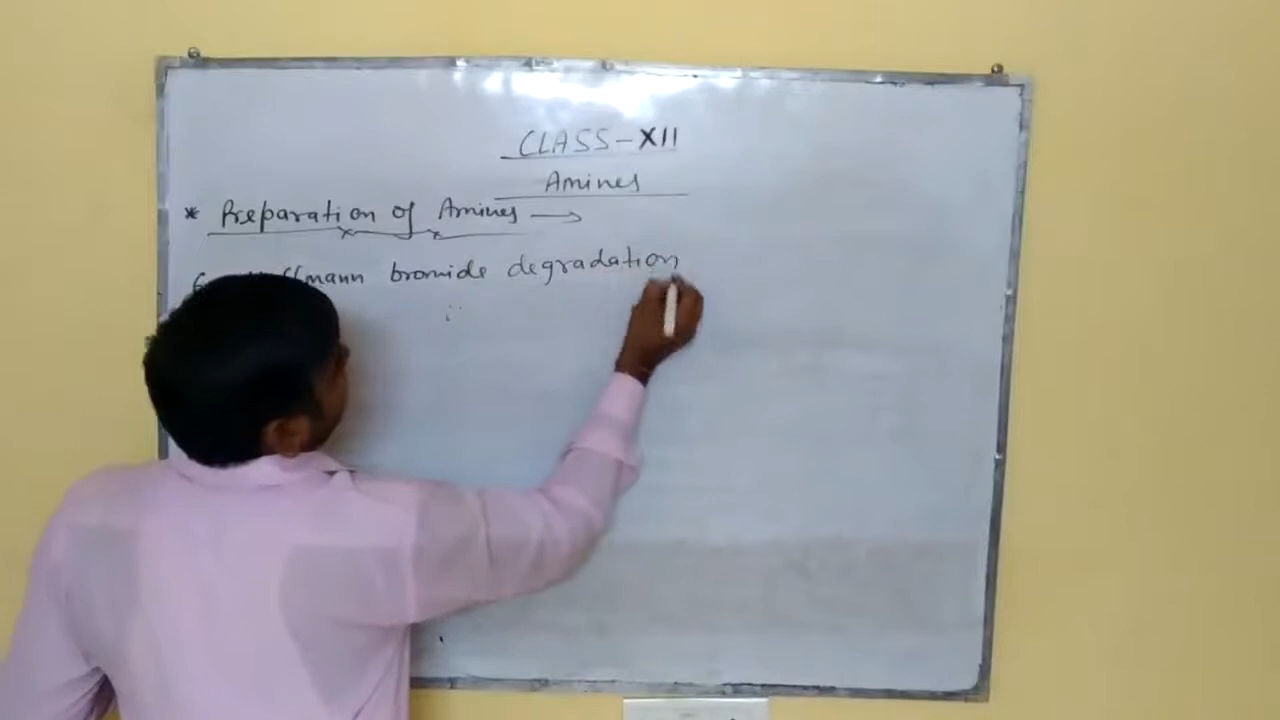 CLASS-XII
Amines
* Preparation of Amines →
bromide degradation